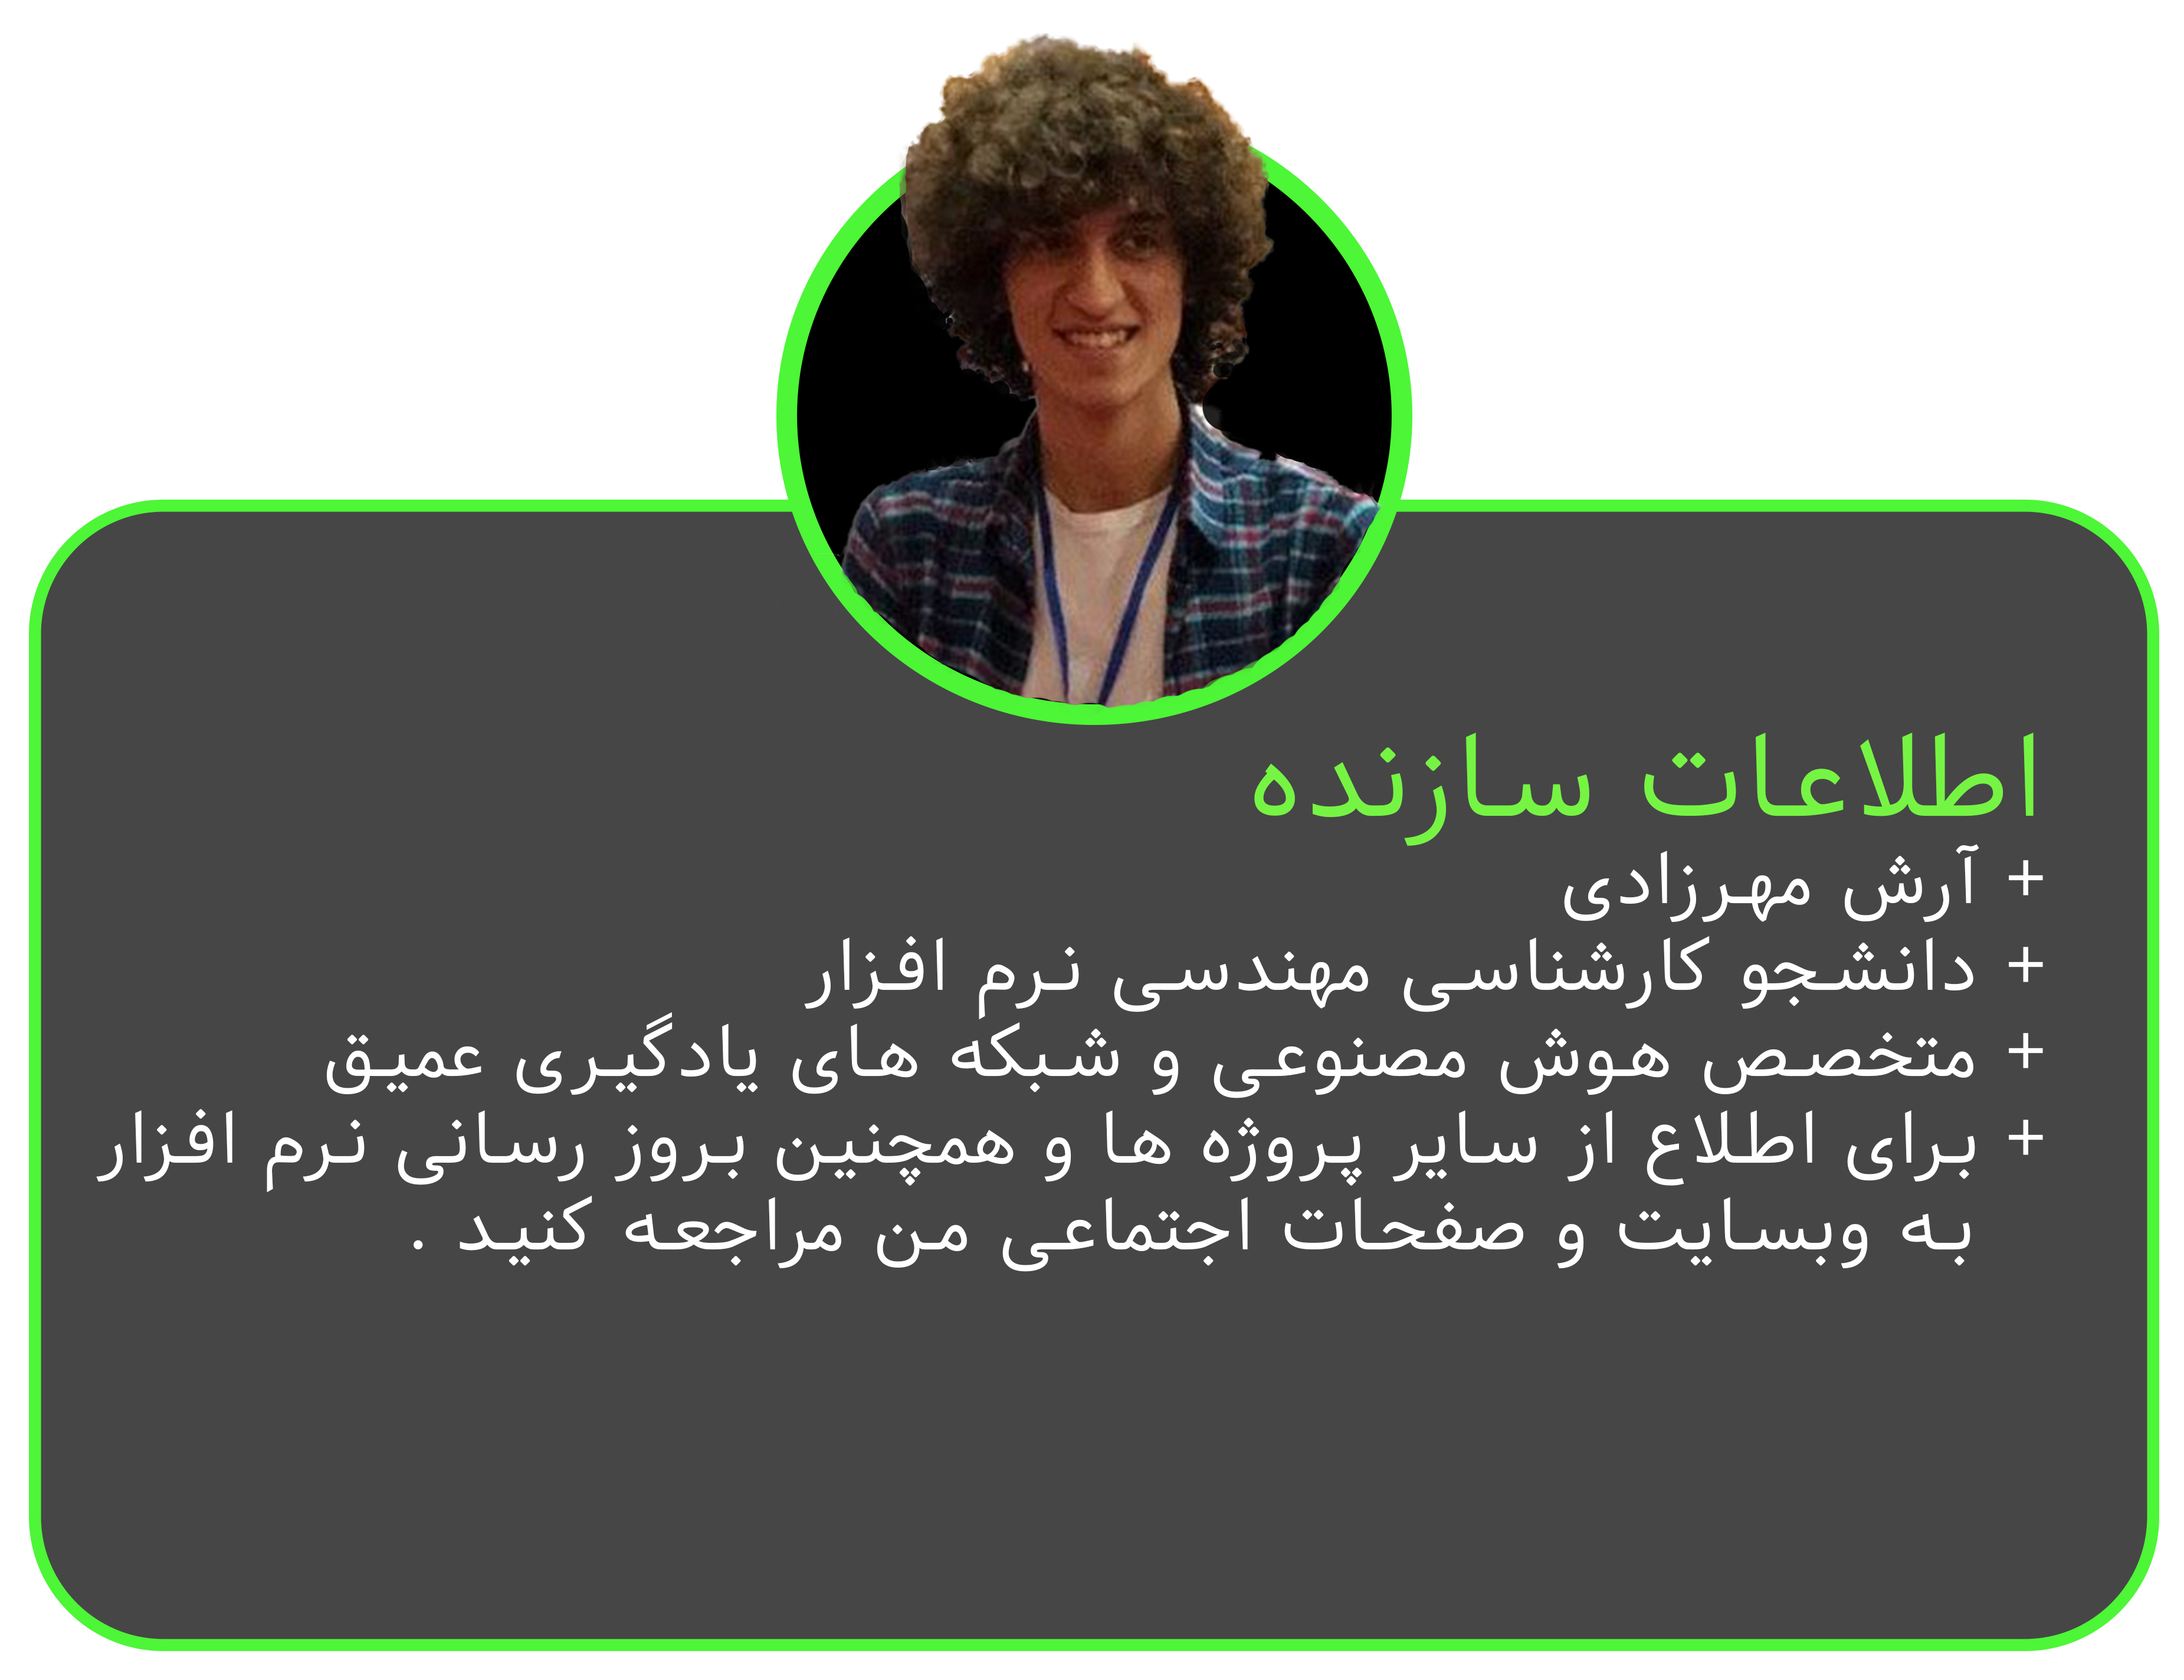 اطلاعات سازنده
+ آرش مهرزادی
+ دانشجو کارشناسی مهندسی نرم افزار
+ متخصص هوش مصنوعی و شبکه های یادگیری عمیق
+ برای اطلاع از سایر پروژه ها و همچنین بروز رسانی نرم افزار
به وبسایت و صفحات اجتماعی من مراجعه کنید .